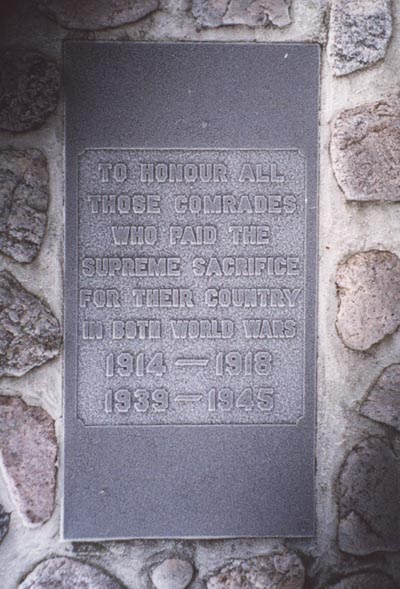 TO HONOUR ALL
THOSE COMRADES
WHO PAID THE
SUPREME SACRIFICE
FOR THEIR COUNTRY
IN BOTH WORLD WARS
1914 — 1918
1939 — 1945